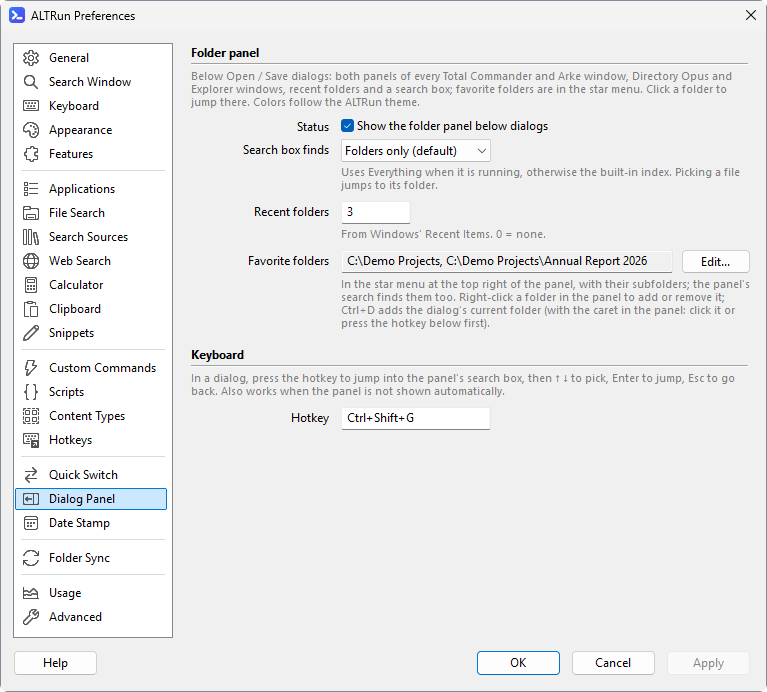 ALTRun Preferences
General
Search Window
Keyboard
Appearance
Features
Applications
File Search
Search Sources
Web Search
Calculator
Clipboard
Snippets
Custom Commands
Scripts
Content Types
Hotkeys
Quick Switch
Dialog Panel
Date Stamp
Folder Sync
Usage
Advanced
Folder panel
Below Open / Save dialogs: both panels of every Total Commander and Arke window, Directory Opus and
Explorer windows, recent folders and a search box; favorite folders are in the star menu. Click a folder to
jump there. Colors follow the ALTRun theme.
Status Show the folder panel below dialogs
Search box finds Folders only (default)
Uses Everything when it is running, otherwise the built-in index. Picking a file
jumps to its folder.
Recent folders 3
From Windows' Recent Items. 0 = none.
Favorite folders C:\Demo Projects, C:\Demo Projects\Annual Report 2026 Edit...
In the star menu at the top right of the panel, with their subfolders; the panel's
search finds them too. Right-click a folder in the panel to add or remove it;
Ctrl+D adds the dialog's current folder (with the caret in the panel: click it or
press the hotkey below first).
Keyboard
In a dialog, press the hotkey to jump into the panel's search box, then ↑↓ to pick, Enter to jump, Esc to go
back. Also works when the panel is not shown automatically.
Hotkey Ctrl+Shift+G
Help OK Cancel Apply